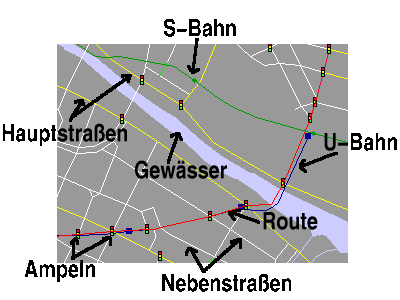 S-Bahn
Hauptstraßen
U-Bahn
Gewässer
Route
Ampeln
Nebenstraßen